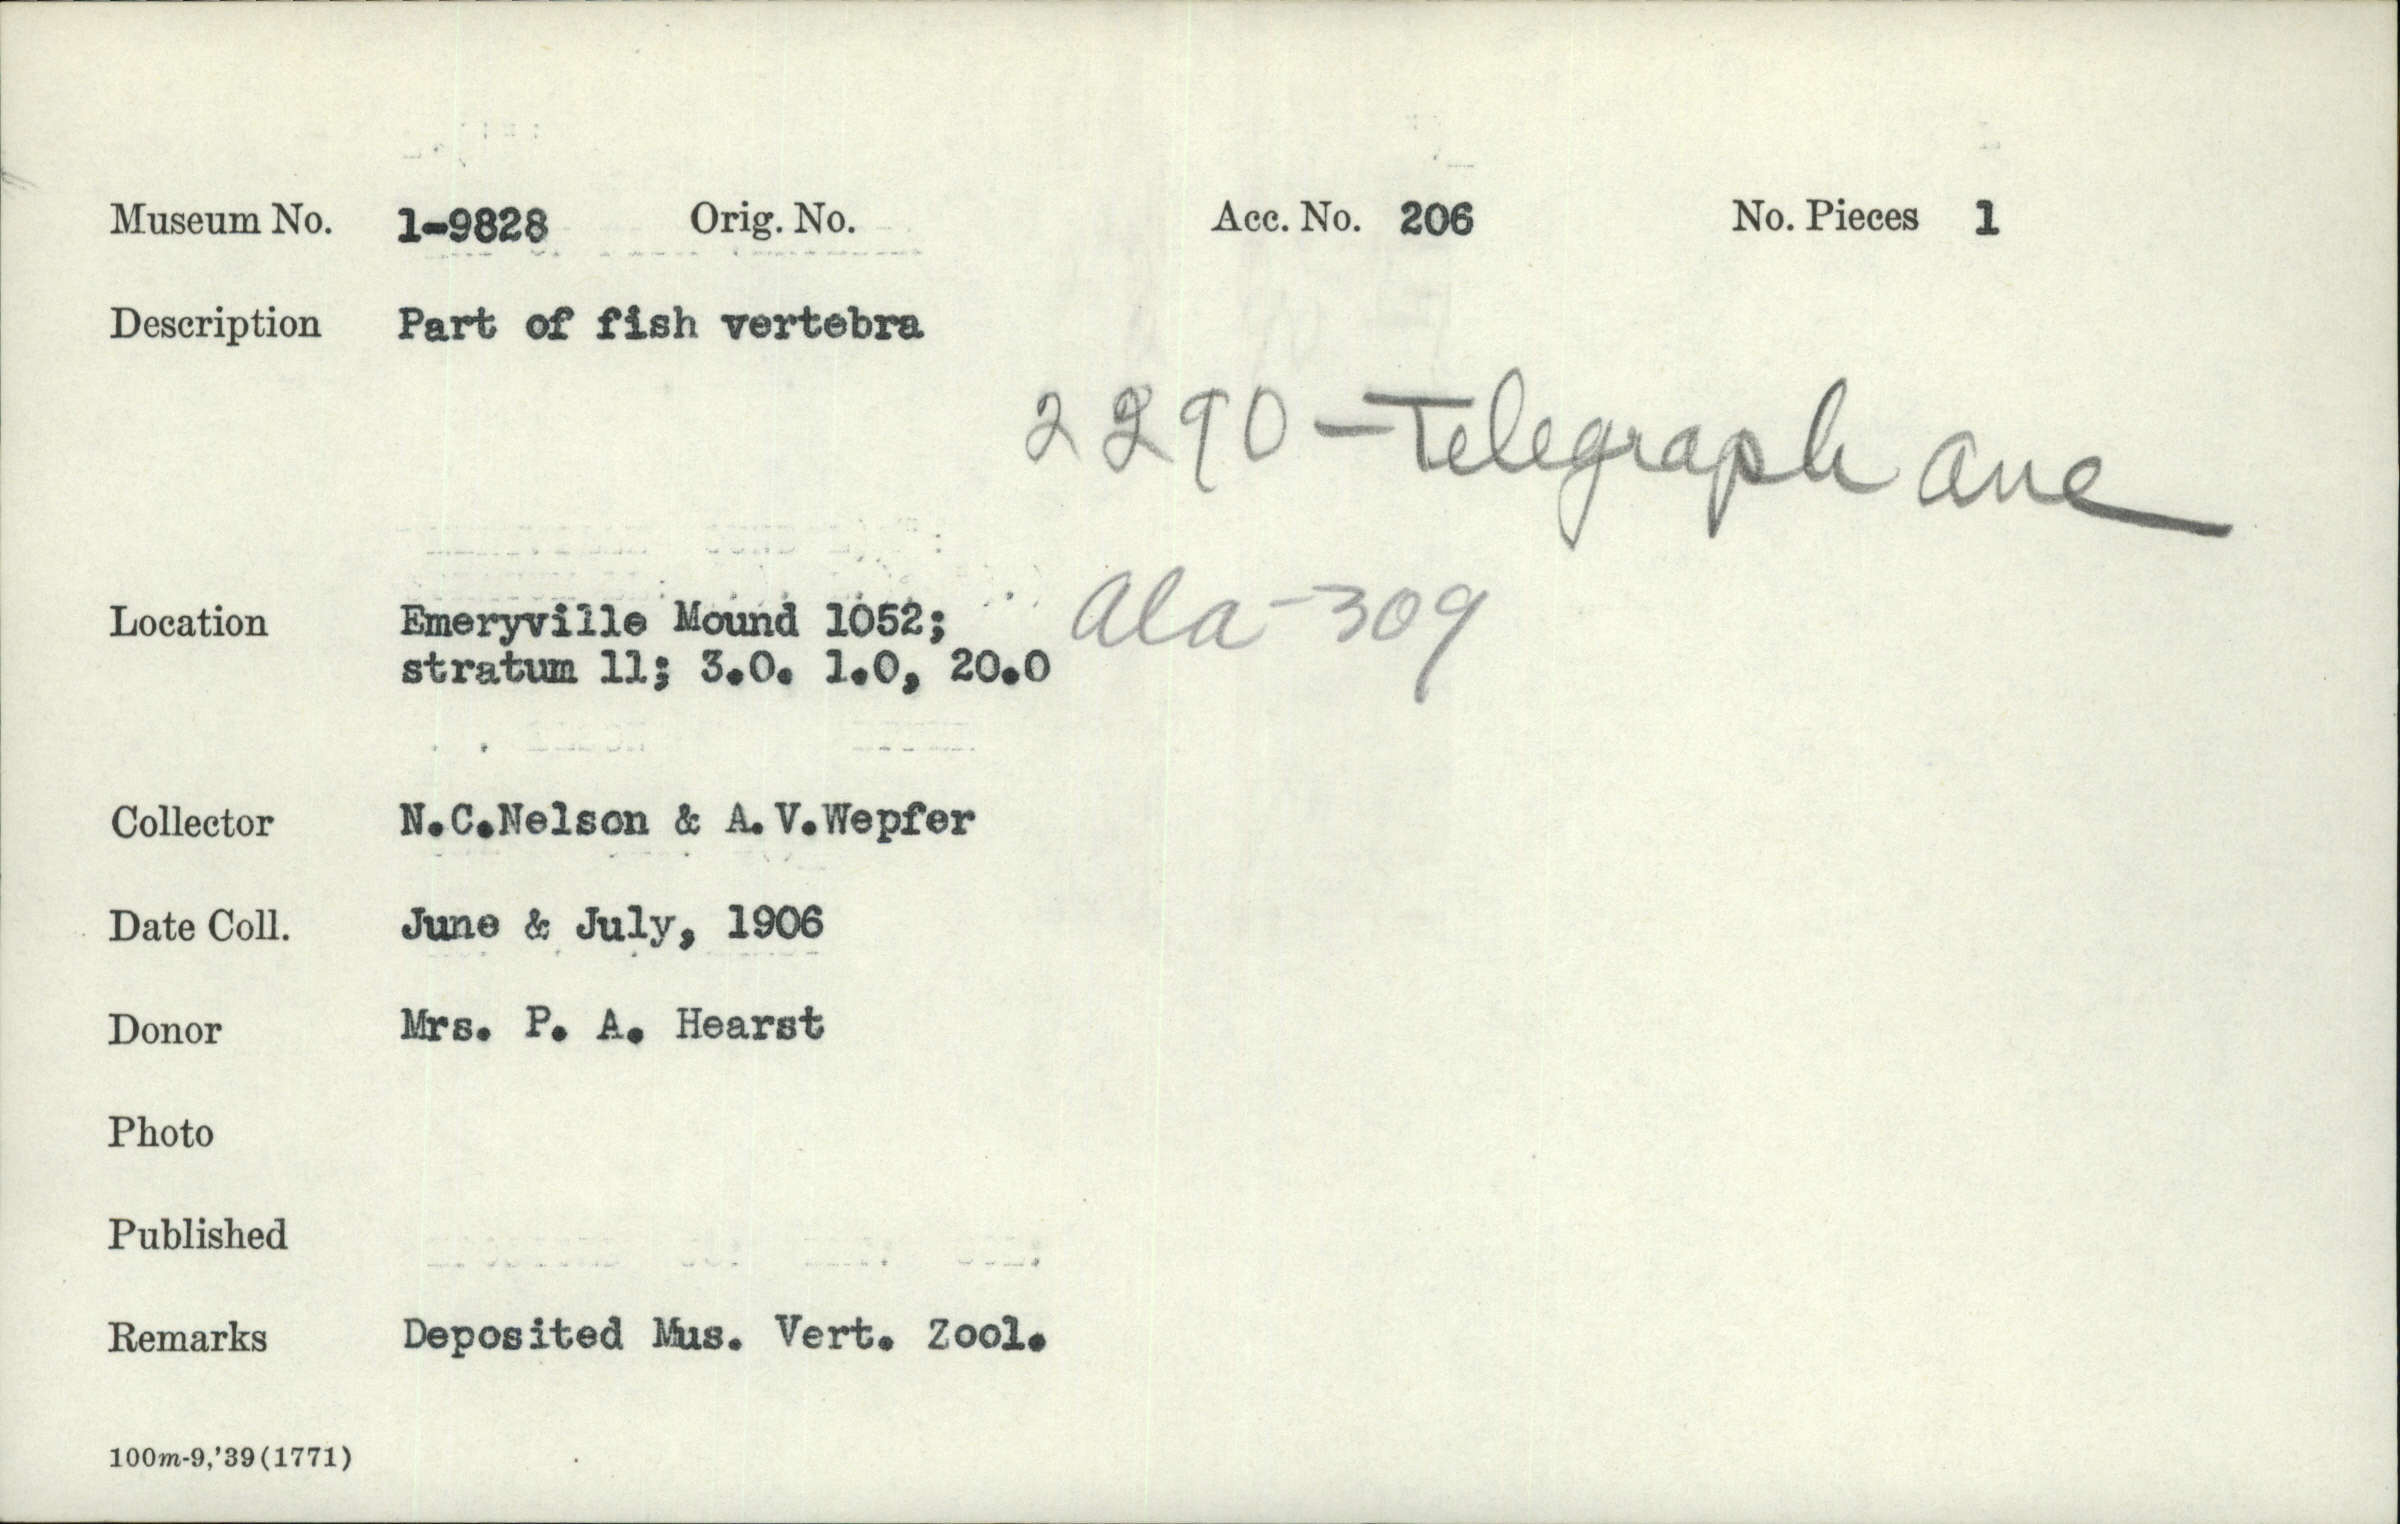 Museum No. 1-9828 Orig. No. Acc. No. 206 No. Pieces 1
Description Part of fish vertebra
2290 - Telegraph ave
Location Emeryville Mound 1052; Ala-309
stratum 11; 3.0. 1.0, 20.0
Collector N.C.Nelson & A.V.Wepfer
Date Coll. June & July, 1906
Donor Mrs. P. A. Hearst
Photo
Published
Remarks Deposited Mus. Vert. Zool.
100m-9,'39(1771)